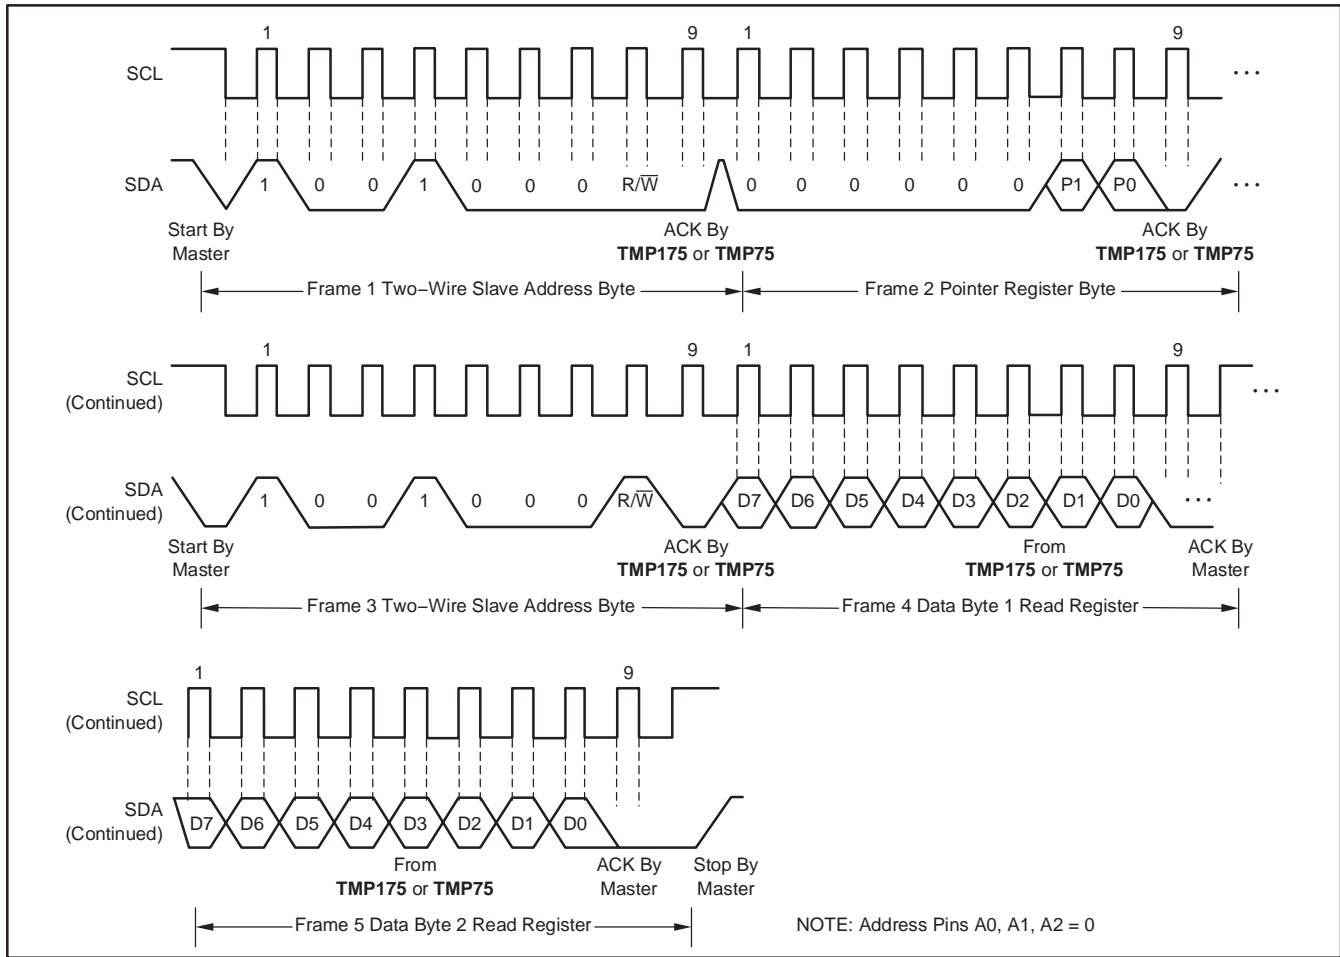 1 9 1 9
SCL ...
SDA 1 0 0 1 0 0 0 R/W̅ 0 0 0 0 0 0 P1 P0 ...
Start By Master
ACK By TMP175 or TMP75
ACK By TMP175 or TMP75
Frame 1 Two−Wire Slave Address Byte
Frame 2 Pointer Register Byte
1 9 1 9
SCL (Continued) ...
SDA (Continued) 1 0 0 1 0 0 0 R/W̅ D7 D6 D5 D4 D3 D2 D1 D0 ...
Start By Master
ACK By TMP175 or TMP75
From TMP175 or TMP75
ACK By Master
Frame 3 Two−Wire Slave Address Byte
Frame 4 Data Byte 1 Read Register
1 9
SCL (Continued)
SDA (Continued) D7 D6 D5 D4 D3 D2 D1 D0
From TMP175 or TMP75
ACK By Master
Stop By Master
Frame 5 Data Byte 2 Read Register
NOTE: Address Pins A0, A1, A2 = 0